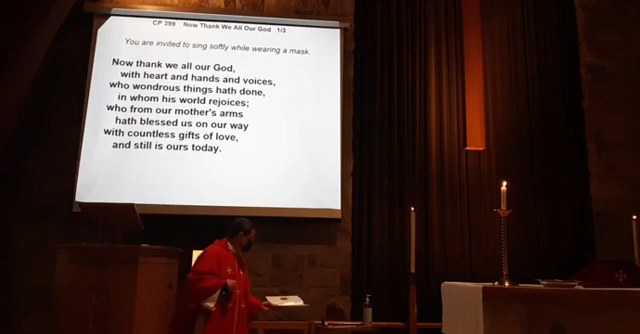 CP 399 Now Thank We All Our God 1/3
You are invited to sing softly while wearing a mask.
Now thank we all our God,
with heart and hands and voices,
who wondrous things hath done,
in whom his world rejoices;
who from our mother's arms
hath blessed us on our way
with countless gifts of love,
and still is ours today.